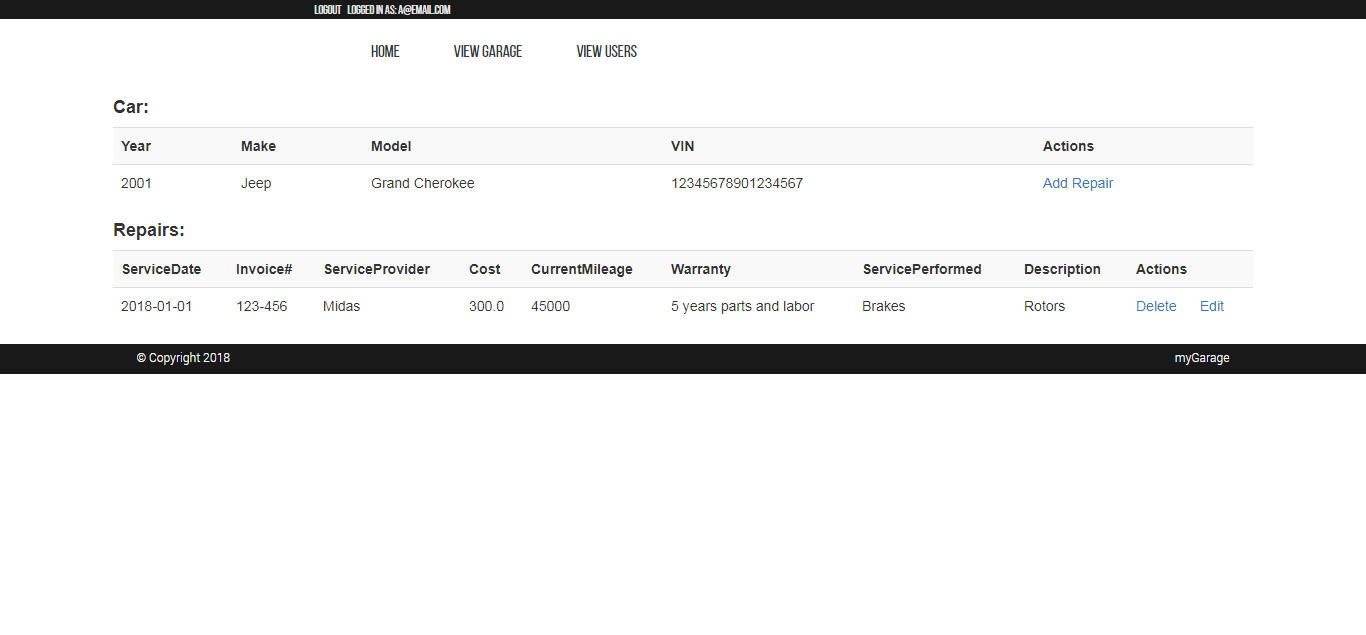 LOGOUT LOGGED IN AS: A@EMAIL.COM
HOME VIEW GARAGE VIEW USERS
Car:
Year Make Model VIN Actions
2001 Jeep Grand Cherokee 12345678901234567 Add Repair
Repairs:
ServiceDate Invoice# ServiceProvider Cost CurrentMileage Warranty ServicePerformed Description Actions
2018-01-01 123-456 Midas 300.0 45000 5 years parts and labor Brakes Rotors Delete Edit
© Copyright 2018 myGarage